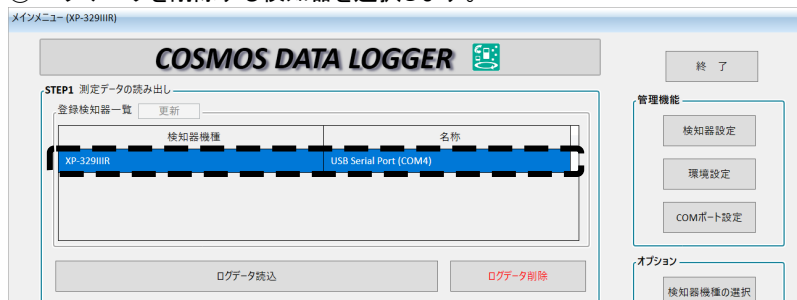 メインメニュー (XP-329IIIR)
COSMOS DATA LOGGER
終 了
STEP1 測定データの読み出し
登録検知器一覧
更新
検知器機種
名称
XP-329IIIR
USB Serial Port (COM4)
ログデータ読込
ログデータ削除
管理機能
検知器設定
環境設定
COMポート設定
オプション
検知器機種の選択